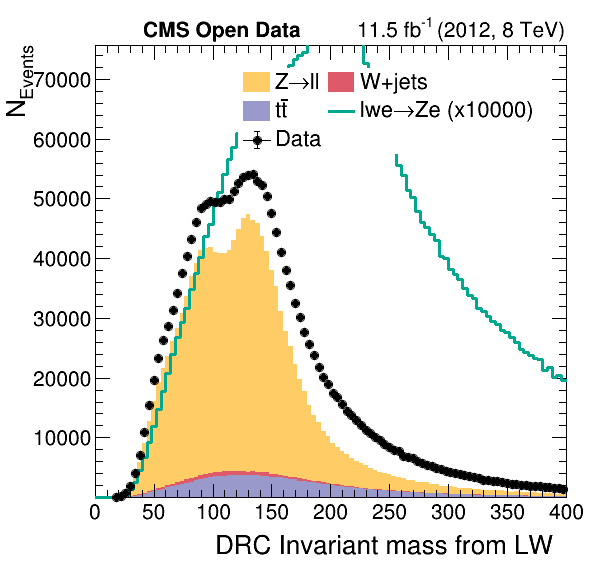 CMS Open Data 11.5 fb⁻¹ (2012, 8 TeV)
N_Events
Z→ll W+jets
tt̄ lwe→Ze (x10000)
Data
70000
60000
50000
40000
30000
20000
10000
0 50 100 150 200 250 300 350 400
DRC Invariant mass from LW